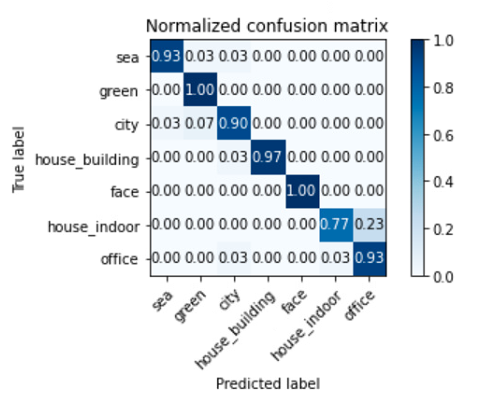 Normalized confusion matrix
True label
sea 0.93 0.03 0.03 0.00 0.00 0.00 0.00
green 0.00 1.00 0.00 0.00 0.00 0.00 0.00
city 0.03 0.07 0.90 0.00 0.00 0.00 0.00
house_building 0.00 0.00 0.03 0.97 0.00 0.00 0.00
face 0.00 0.00 0.00 0.00 1.00 0.00 0.00
house_indoor 0.00 0.00 0.00 0.00 0.00 0.77 0.23
office 0.00 0.00 0.03 0.00 0.00 0.03 0.93
sea green city house_building face house_indoor office
Predicted label
1.0
0.8
0.6
0.4
0.2
0.0